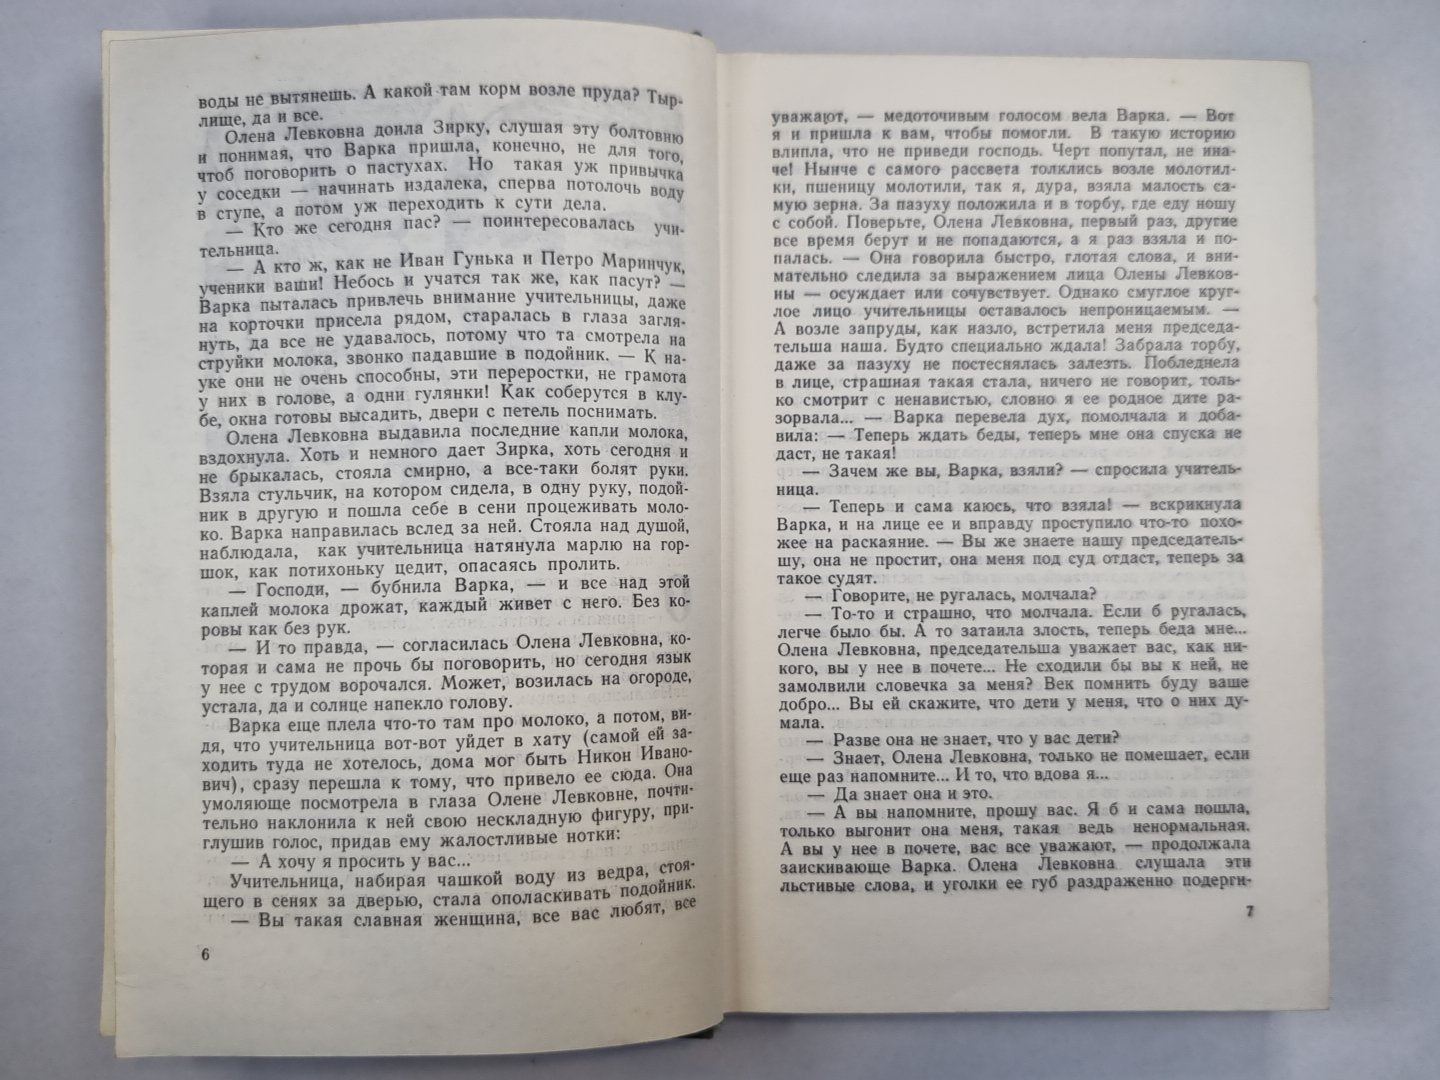 воды не вытянешь. А какой там корм возле пруда? Тыр-
лище, да и все.
Олена Левковна доила Зирку, слушая эту болтовню
и понимая, что Варка пришла, конечно, не для того,
чтоб поговорить о пастухах. Но такая уж привычка
у соседки — начинать издалека, сперва потолочь воду
в ступе, а потом уж переходить к сути дела.
— Кто же сегодня пас? — поинтересовалась учи-
тельница.
— А кто ж, как не Иван Гунька и Петро Маринчук,
ученики ваши! Небось и учатся так же, как пасут? —
Варка пыталась привлечь внимание учительницы, даже
на корточки присела рядом, старалась в глаза загля-
нуть, да все не удавалось, потому что та смотрела на
струйки молока, звонко падавшие в подойник. — К на-
уке они не очень способны, эти переростки, не грамота
у них в голове, а одни гулянки! Как соберутся в клу-
бе, окна готовы высадить, двери с петель поснимать.
Олена Левковна выдавила последние капли молока,
вздохнула. Хоть и немного дает Зирка, хоть сегодня и
не брыкалась, стояла смирно, а все-таки болят руки.
Взяла стульчик, на котором сидела, в одну руку, подой-
ник в другую и пошла себе в сени процеживать моло-
ко. Варка направилась вслед за ней. Стояла над душой,
наблюдала, как учительница натянула марлю на гор-
шок, как потихоньку цедит, опасаясь пролить.
— Господи, — бубнила Варка, — и все над этой
каплей молока дрожат, каждый живет с него. Без ко-
ровы как без рук.
— И то правда, — согласилась Олена Левковна, ко-
торая и сама не прочь бы поговорить, но сегодня язык
у нее с трудом ворочался. Может, возилась на огороде,
устала, да и солнце напекло голову.
Варка еще плела что-то там про молоко, а потом, ви-
дя, что учительница вот-вот уйдет в хату (самой ей за-
ходить туда не хотелось, дома мог быть Никон Ивано-
вич), сразу перешла к тому, что привело ее сюда. Она
умоляюще посмотрела в глаза Олене Левковне, почти-
тельно наклонила к ней свою нескладную фигуру, при-
глушив голос, придав ему жалостливые нотки:
— А хочу я просить у вас...
Учительница, набирая чашкой воду из ведра, стоя-
щего в сенях за дверью, стала ополаскивать подойник.
— Вы такая славная женщина, все вас любят, все
6
уважают, — медоточивым голосом вела Варка. — Вот
я и пришла к вам, чтобы помогли. В такую историю
влипла, что не приведи господь. Черт попутал, не ина-
че! Нынче с самого рассвета толклись возле молотил-
ки, пшеницу молотили, так я, дура, взяла малость са-
мую зерна. За пазуху положила и в торбу, где еду ношу
с собой. Поверьте, Олена Левковна, первый раз, другие
все время берут и не попадаются, а я раз взяла и по-
палась. — Она говорила быстро, глотая слова, и вни-
мательно следила за выражением лица Олены Левков-
ны — осуждает или сочувствует. Однако смуглое круг-
лое лицо учительницы оставалось непроницаемым. —
А возле запруды, как назло, встретила меня председа-
тельша наша. Будто специально ждала! Забрала торбу,
даже за пазуху не постеснялась залезть. Побледнела
в лице, страшная такая стала, ничего не говорит, толь-
ко смотрит с ненавистью, словно я ее родное дите ра-
зорвала... — Варка перевела дух, помолчала и доба-
вила: — Теперь ждать беды, теперь мне она спуска не
даст, не такая!
— Зачем же вы, Варка, взяли? — спросила учитель-
ница.
— Теперь и сама каюсь, что взяла! — вскрикнула
Варка, и на лице ее и вправду проступило что-то похо-
жее на раскаяние. — Вы же знаете нашу председатель-
шу, она не простит, она меня под суд отдаст, теперь за
такое судят.
— Говорите, не ругалась, молчала?
— То-то и страшно, что молчала. Если б ругалась,
легче было бы. А то затаила злость, теперь беда мне...
Олена Левковна, председательша уважает вас, как ни-
кого, вы у нее в почете... Не сходили бы вы к ней, не
замолвили словечка за меня? Век помнить буду ваше
добро... Вы ей скажите, что дети у меня, что о них ду-
мала.
— Разве она не знает, что у вас дети?
— Знает, Олена Левковна, только не помешает, если
еще раз напомните... И то, что вдова я...
— Да знает она и это.
— А вы напомните, прошу вас. Я б и сама пошла,
только выгонит она меня, такая ведь ненормальная.
А вы у нее в почете, вас все уважают, — продолжала
заискивающе Варка. Олена Левковна слушала эти
льстивые слова, и уголки ее губ раздраженно подерги-
7